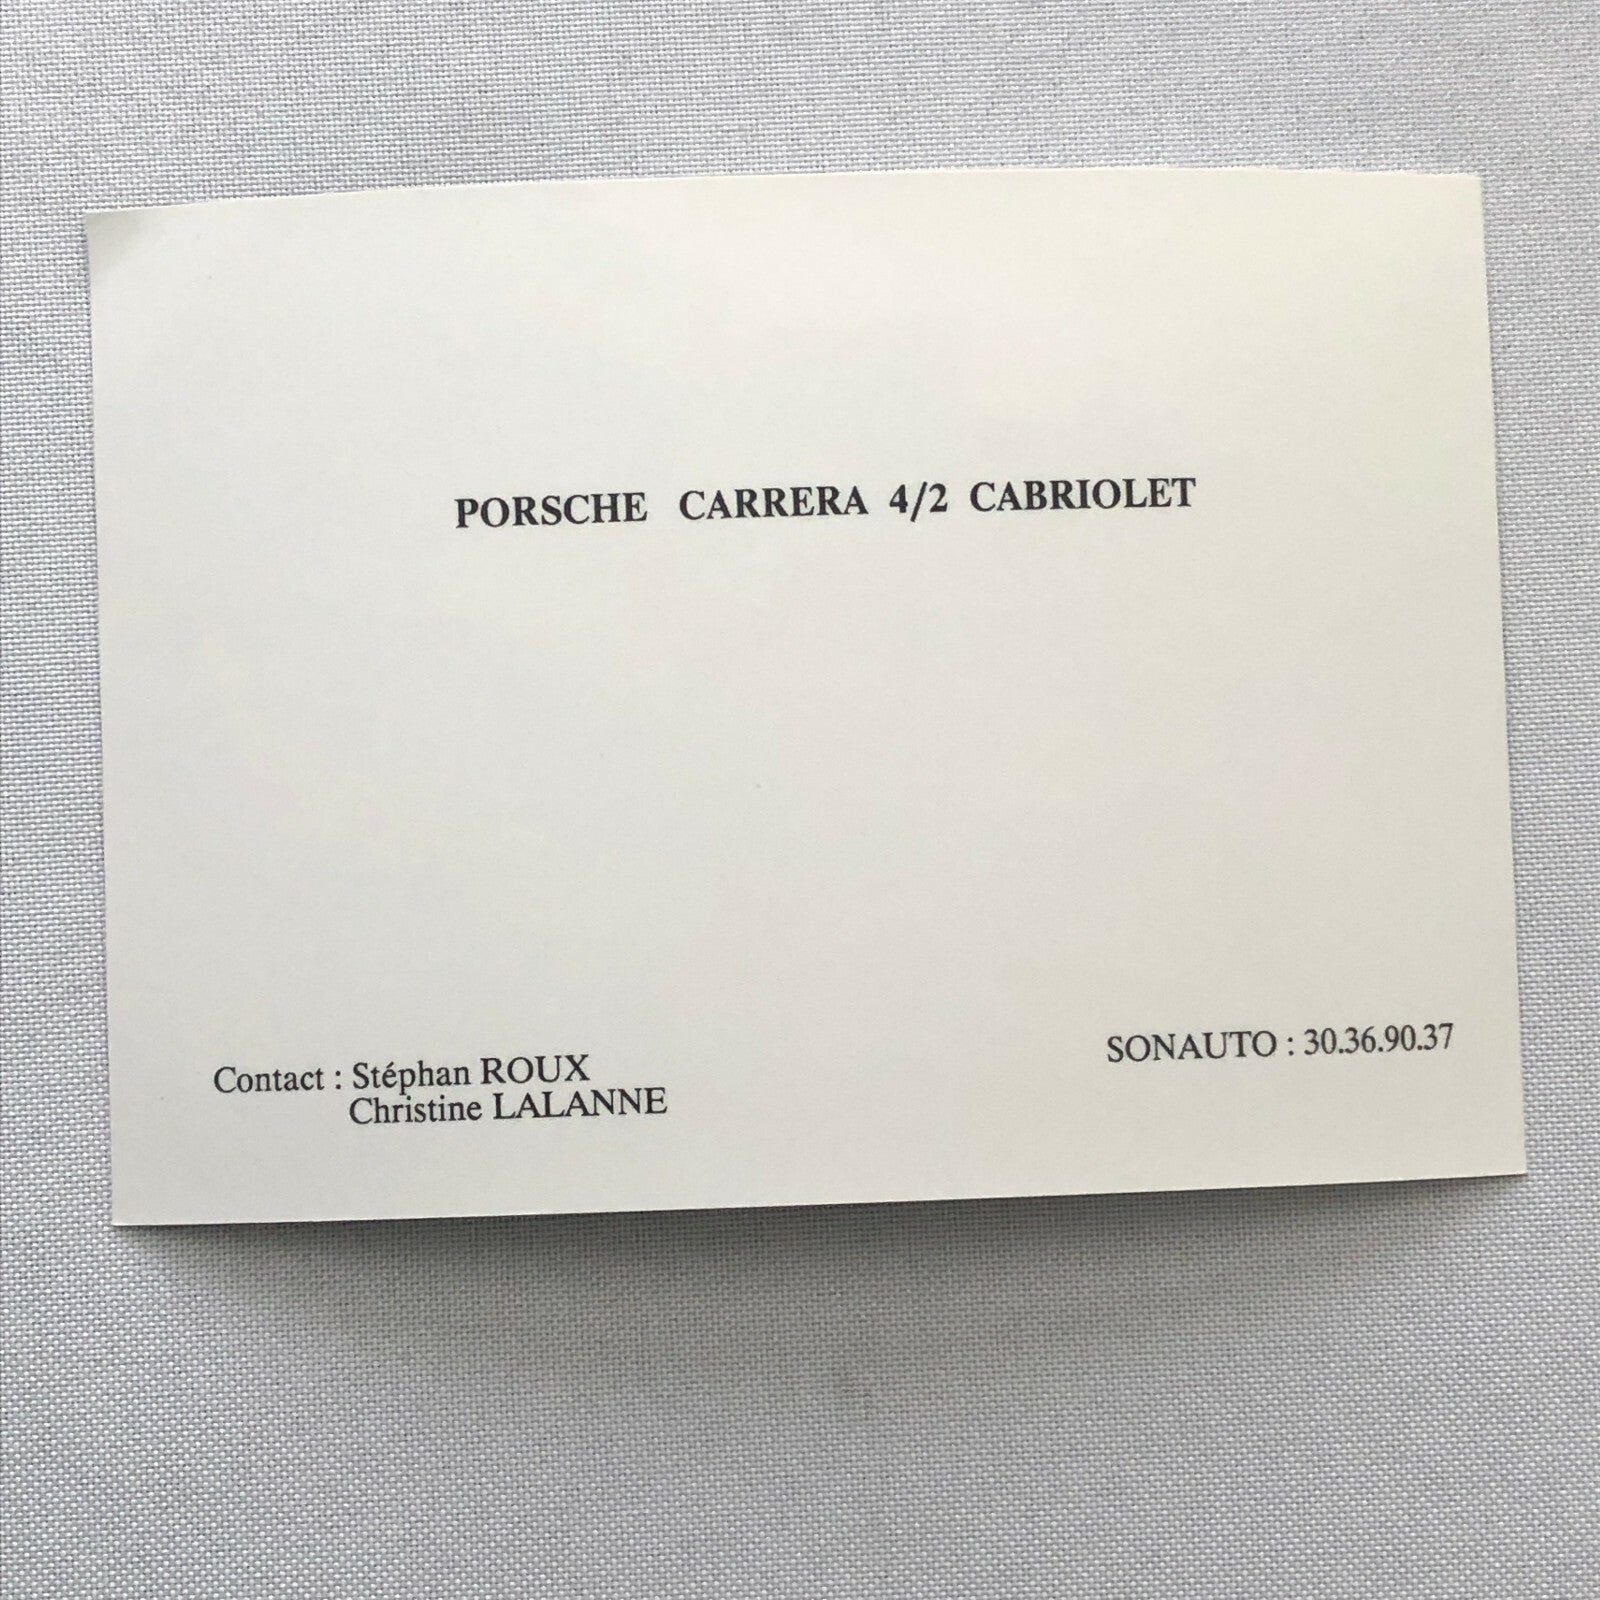 PORSCHE CARRERA 4/2 CABRIOLET
Contact : Stéphan ROUX
Christine LALANNE
SONAUTO : 30.36.90.37